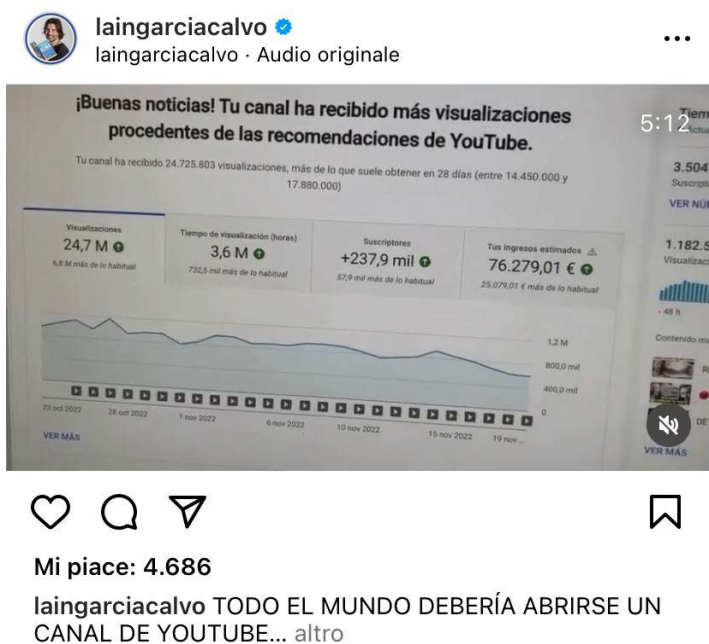 laingarciacalvo
laingarciacalvo · Audio originale
¡Buenas noticias! Tu canal ha recibido más visualizaciones
procedentes de las recomendaciones de YouTube.
Tu canal ha recibido 24.725.803 visualizaciones, más de lo que suele obtener en 28 días (entre 14.450.000 y
17.880.000)
5:12
Visualizaciones
24,7 M
6,8 M más de lo habitual
Tiempo de visualización (horas)
3,6 M
732,5 mil más de lo habitual
Suscriptores
+237,9 mil
57,9 mil más de lo habitual
Tus ingresos estimados
76.279,01 €
25.079,01 € más de lo habitual
1,2 M
800,0 mil
400,0 mil
0
23 oct 2022
28 oct 2022
1 nov 2022
6 nov 2022
10 nov 2022
15 nov 2022
19 nov ...
VER MÁS
Tiem
Actua
3.504
Suscript
VER NÚ
1.182.5
Visualizac
- 48 h
Contenido m
R
DE
VER MÁS
Mi piace: 4.686
laingarciacalvo TODO EL MUNDO DEBERÍA ABRIRSE UN
CANAL DE YOUTUBE... altro